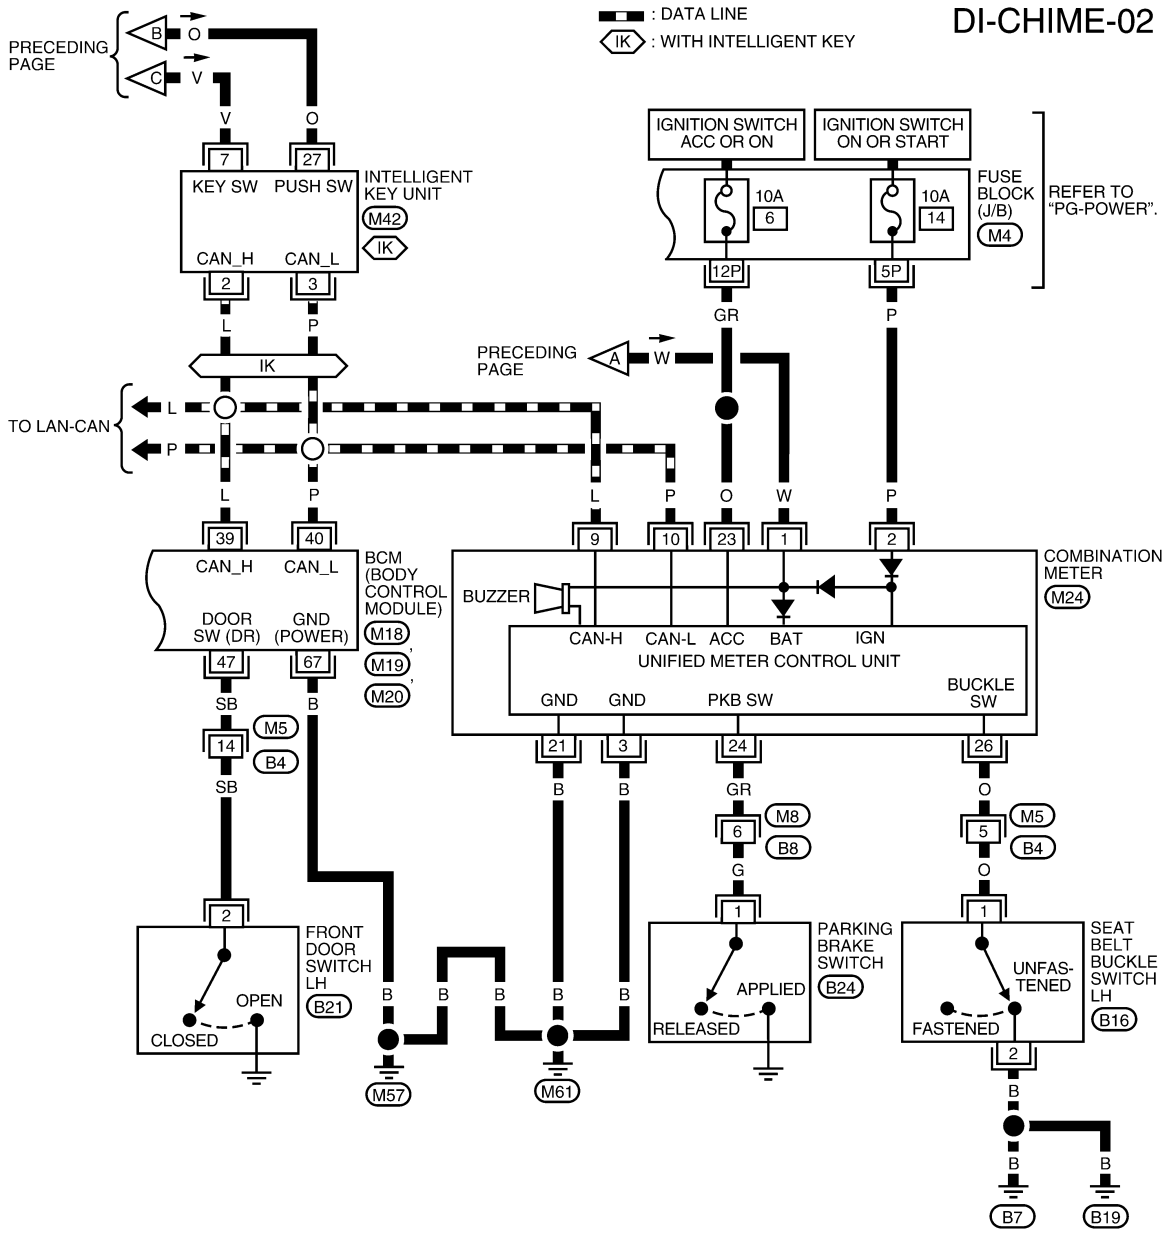 DI-CHIME-02
: DATA LINE
IK : WITH INTELLIGENT KEY
PRECEDING
PAGE
B O
C V
V O
7 27
KEY SW PUSH SW
INTELLIGENT
KEY UNIT
M42
IK
CAN_H CAN_L
2 3
L P
IK
IGNITION SWITCH
ACC OR ON
IGNITION SWITCH
ON OR START
10A
6
10A
14
FUSE
BLOCK
(J/B)
M4
REFER TO
“PG-POWER”.
12P 5P
GR P
PRECEDING
PAGE
A W
TO LAN-CAN
L
P
L P
L P O W P
39 40
CAN_H CAN_L
BCM
(BODY
CONTROL
MODULE)
M18 ,
M19 ,
M20
DOOR
SW (DR)
GND
(POWER)
47 67
SB B
14
M5
B4
SB
9 10 23 1 2
COMBINATION
METER
M24
BUZZER
CAN-H CAN-L ACC BAT IGN
UNIFIED METER CONTROL UNIT
GND GND PKB SW
BUCKLE
SW
21 3 24 26
B B GR O
6
M8
B8
5
M5
B4
G O
2
FRONT
DOOR
SWITCH
LH
B21
OPEN
CLOSED
1
PARKING
BRAKE
SWITCH
B24
APPLIED
RELEASED
1
SEAT
BELT
BUCKLE
SWITCH
LH
B16
UNFAS-
TENED
FASTENED
2
B B B B B
M57
M61
B
B B
B7 B19